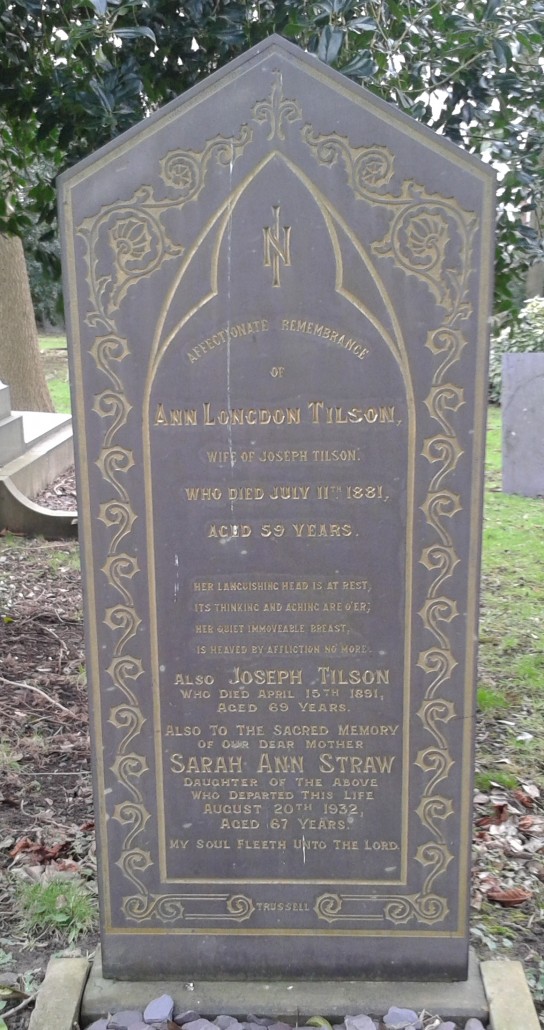 IN
AFFECTIONATE REMEMBRANCE
OF
ANN LONGDON TILSON,
WIFE OF JOSEPH TILSON.
WHO DIED JULY 11TH 1881,
AGED 59 YEARS.
HER LANGUISHING HEAD IS AT REST,
ITS THINKING AND ACHING ARE O'ER;
HER QUIET IMMOVEABLE BREAST,
IS HEAVED BY AFFLICTION NO MORE.
ALSO JOSEPH TILSON
WHO DIED APRIL 15TH 1891,
AGED 69 YEARS.
ALSO TO THE SACRED MEMORY
OF OUR DEAR MOTHER
SARAH ANN STRAW
DAUGHTER OF THE ABOVE
WHO DEPARTED THIS LIFE
AUGUST 20TH 1932,
AGED 67 YEARS.
MY SOUL FLEETH UNTO THE LORD.
TRUSSELL